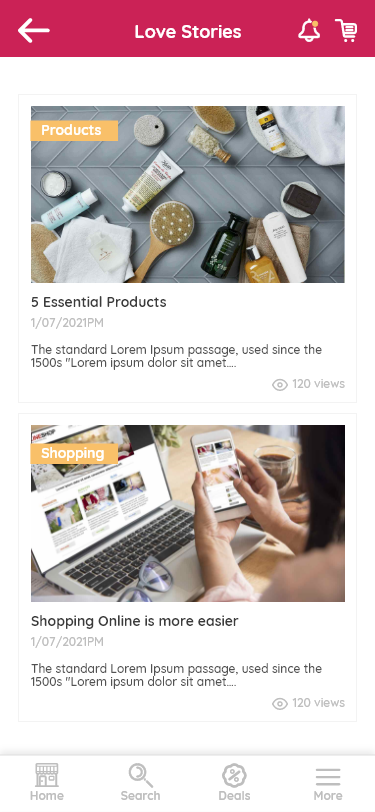 Love Stories
Products
5 Essential Products
1/07/2021PM
The standard Lorem Ipsum passage, used since the
1500s "Lorem ipsum dolor sit amet....
120 views
Shopping
Shopping Online is more easier
1/07/2021PM
The standard Lorem Ipsum passage, used since the
1500s "Lorem ipsum dolor sit amet....
120 views
Home
Search
Deals
More